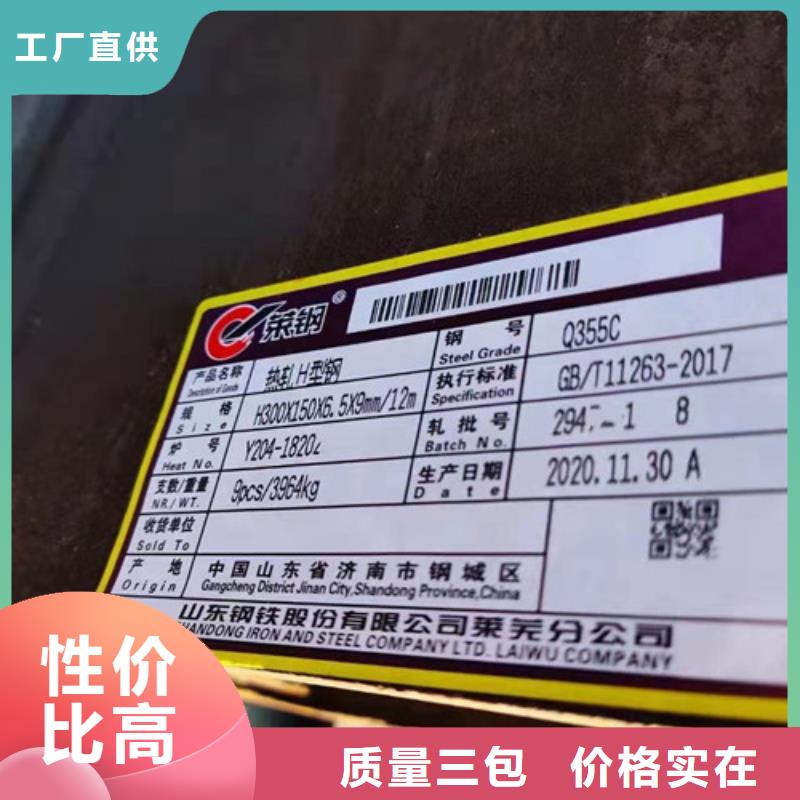 工厂直供
莱钢®
产品名称 热轧H型钢 钢号 Q355C
Description of Goods Steel Grade
规格 H300X150X6.5X9mm/12m 执行标准 GB/T11263-2017
Size Specification
炉号 Y204-1820 轧批号 294 1 8
Heat No. Batch No.
支数/重量 9pcs/3964kg 生产日期 2020.11.30 A
NR./WT. Date
收货单位
Sold To
产地 中国山东省济南市钢城区
Origin Gangcheng District Jinan City,Shandong Province,China
山东钢铁股份有限公司莱芜分公司
SHANDONG IRON AND STEEL COMPANY LTD. LAIWU COMPANY
性价
比高
质量三包 价格实在